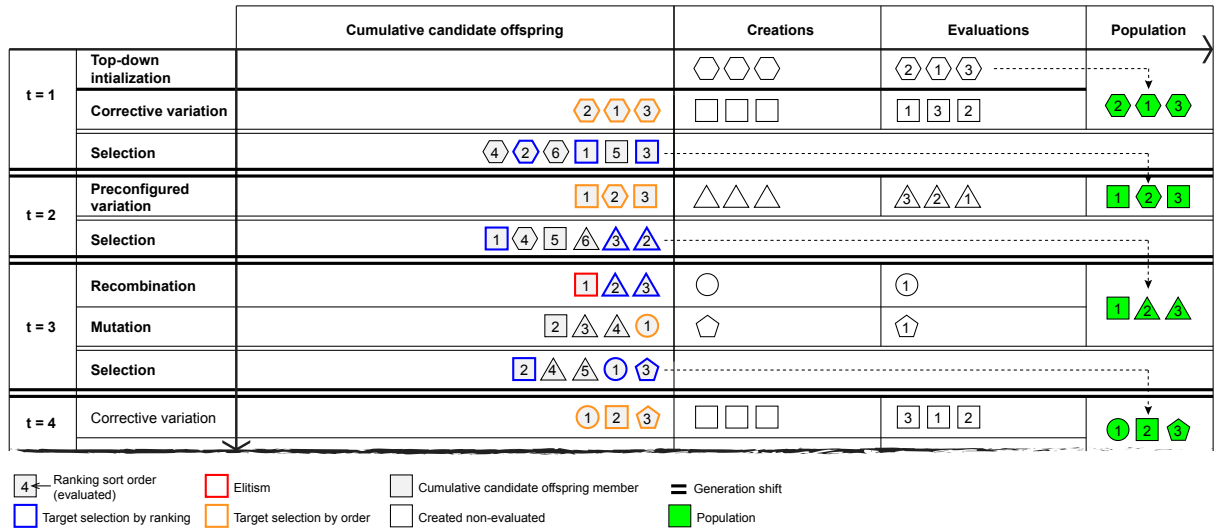 Cumulative candidate offspring Creations Evaluations Population
t = 1
Top-down
intialization
2 1 3
Corrective variation
2 1 3
1 3 2
2 1 3
Selection
4 2 6 1 5 3
t = 2
Preconfigured
variation
1 2 3
3 2 1
1 2 3
Selection
1 4 5 6 3 2
t = 3
Recombination
1 2 3
1
1 2 3
Mutation
2 3 4 1
1
Selection
2 4 5 1 3
t = 4
Corrective variation
1 2 3
3 1 2
1 2 3
4 Ranking sort order
(evaluated)
Elitism
Cumulative candidate offspring member
Generation shift
Target selection by ranking
Target selection by order
Created non-evaluated
Population